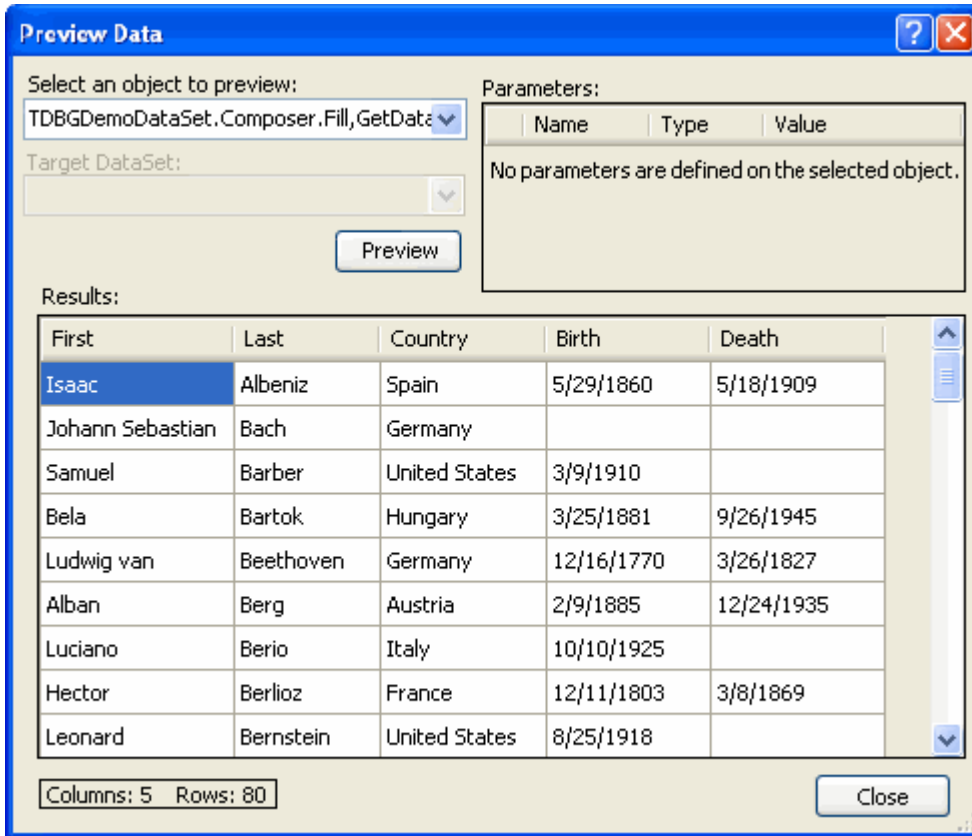 Preview Data
Select an object to preview:
TDBGDemoDataSet.Composer.Fill,GetData
Target DataSet:
Preview
Parameters:
Name Type Value
No parameters are defined on the selected object.
Results:
First Last Country Birth Death
Isaac Albeniz Spain 5/29/1860 5/18/1909
Johann Sebastian Bach Germany
Samuel Barber United States 3/9/1910
Bela Bartok Hungary 3/25/1881 9/26/1945
Ludwig van Beethoven Germany 12/16/1770 3/26/1827
Alban Berg Austria 2/9/1885 12/24/1935
Luciano Berio Italy 10/10/1925
Hector Berlioz France 12/11/1803 3/8/1869
Leonard Bernstein United States 8/25/1918
Columns: 5 Rows: 80
Close